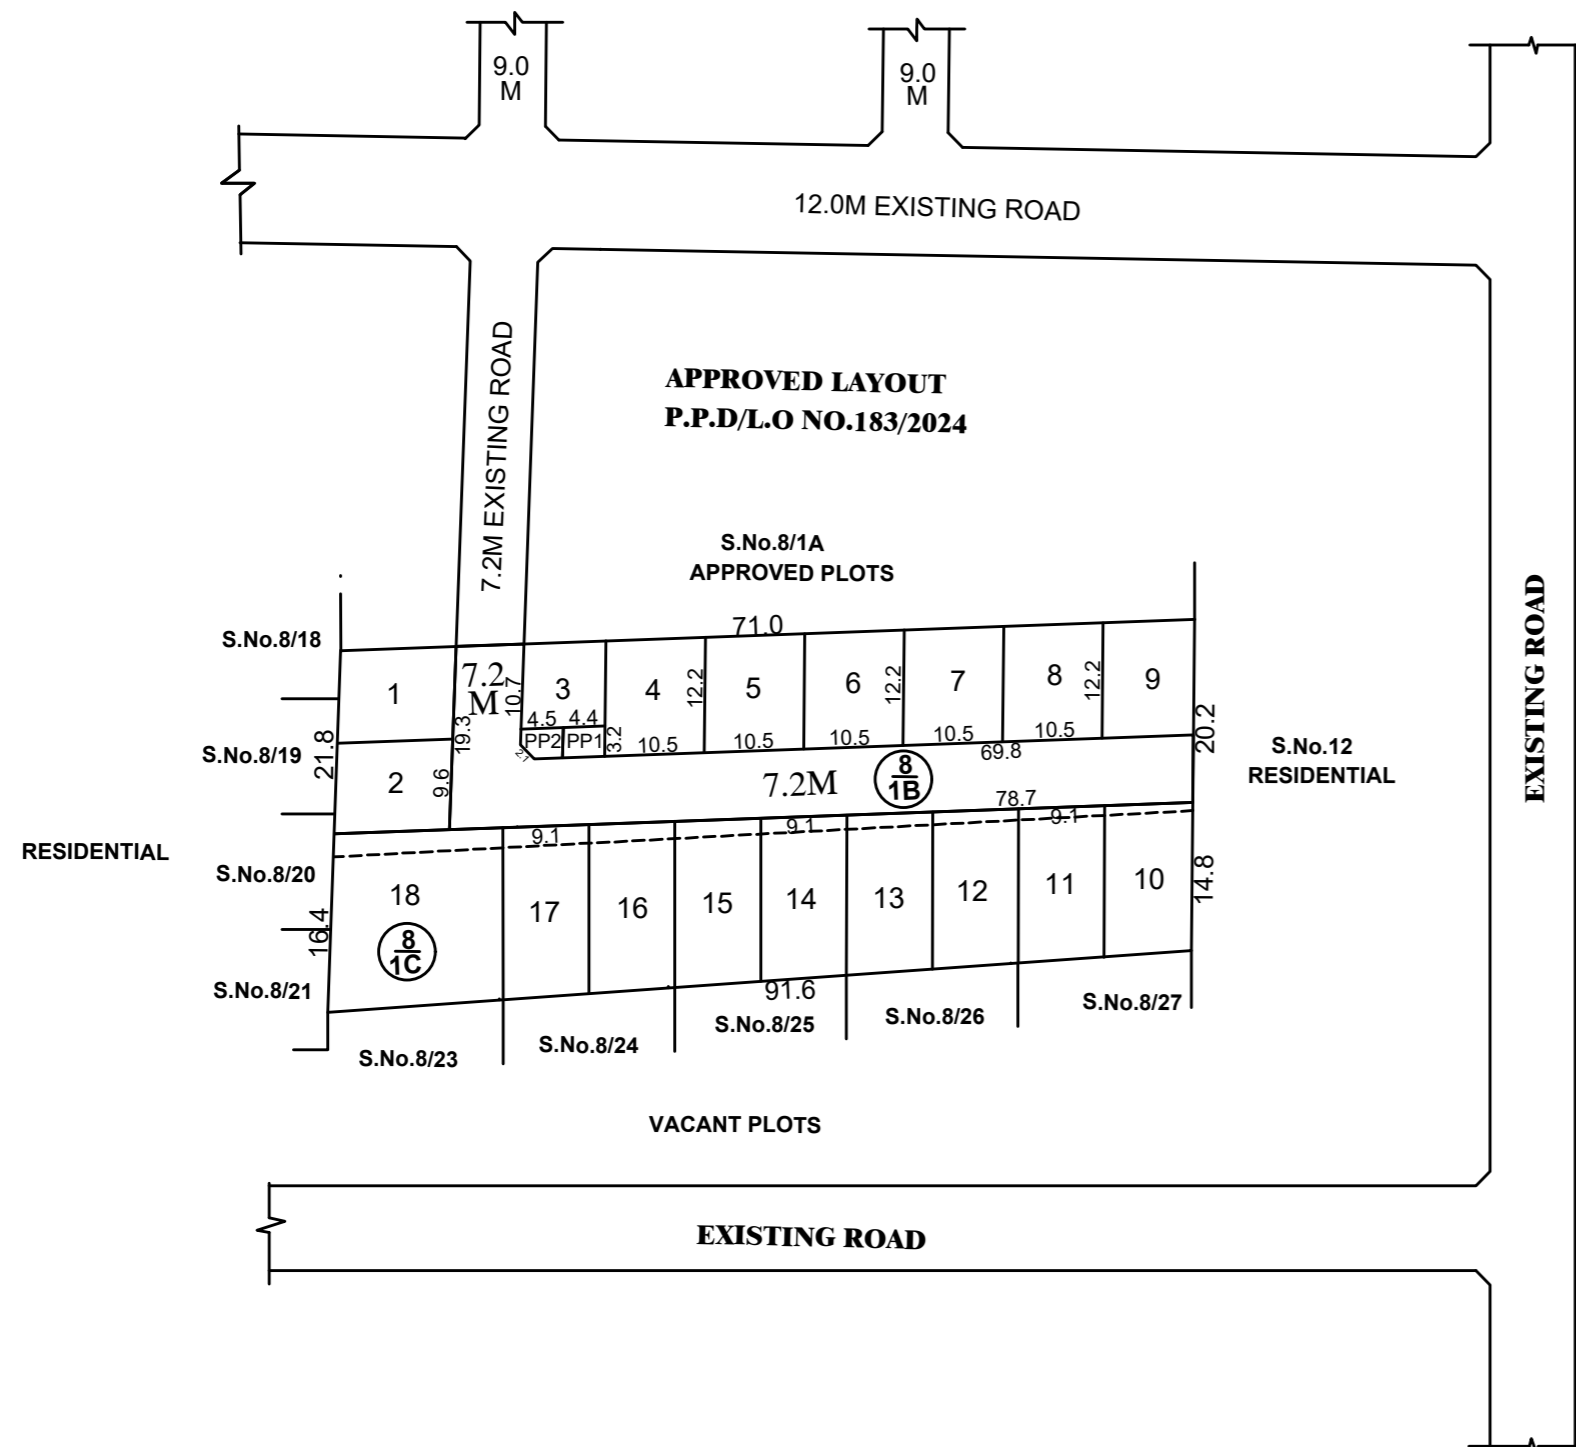 9.0
M
9.0
M
12.0M EXISTING ROAD
7.2M EXISTING ROAD
APPROVED LAYOUT
P.P.D/L.O NO.183/2024
S.No.8/1A
APPROVED PLOTS
EXISTING ROAD
S.No.8/18
71.0
1
7.2
M
10.7
3
4
12.2
5
6
12.2
7
8
12.2
9
4.5
4.4
PP2
PP1
3.2
2.1
10.5
10.5
10.5
10.5
10.5
69.8
20.2
S.No.12
RESIDENTIAL
S.No.8/19
21.8
19.3
2
9.6
7.2M
8
1B
78.7
RESIDENTIAL
9.1
9.1
9.1
S.No.8/20
18
17
16
15
14
13
12
11
10
14.8
16.4
8
1C
S.No.8/21
91.6
S.No.8/23
S.No.8/24
S.No.8/25
S.No.8/26
S.No.8/27
VACANT PLOTS
EXISTING ROAD